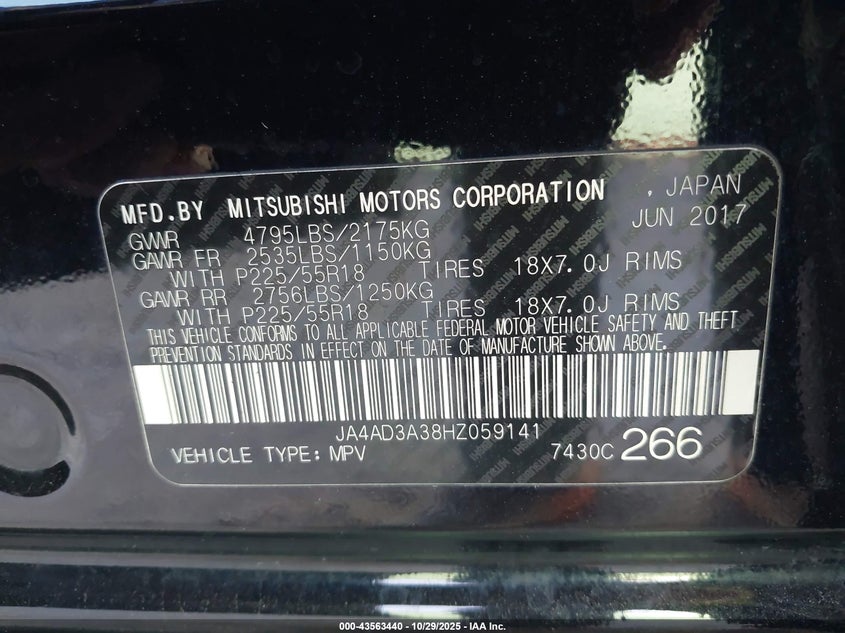 MFD.BY MITSUBISHI MOTORS CORPORATION , JAPAN
GVWR 4795LBS/2175KG JUN 2017
GAWR FR 2535LBS/1150KG
WITH P225/55R18 TIRES 18X7.0J RIMS
GAWR RR 2756LBS/1250KG
WITH P225/55R18 TIRES 18X7.0J RIMS
THIS VEHICLE CONFORMS TO ALL APPLICABLE FEDERAL MOTOR VEHICLE SAFETY AND THEFT
PREVENTION STANDARDS IN EFFECT ON THE DATE OF MANUFACTURE SHOWN ABOVE.
JA4AD3A38HZ059141
VEHICLE TYPE: MPV 7430C 266
000-43563440 - 10/29/2025 - IAA Inc.